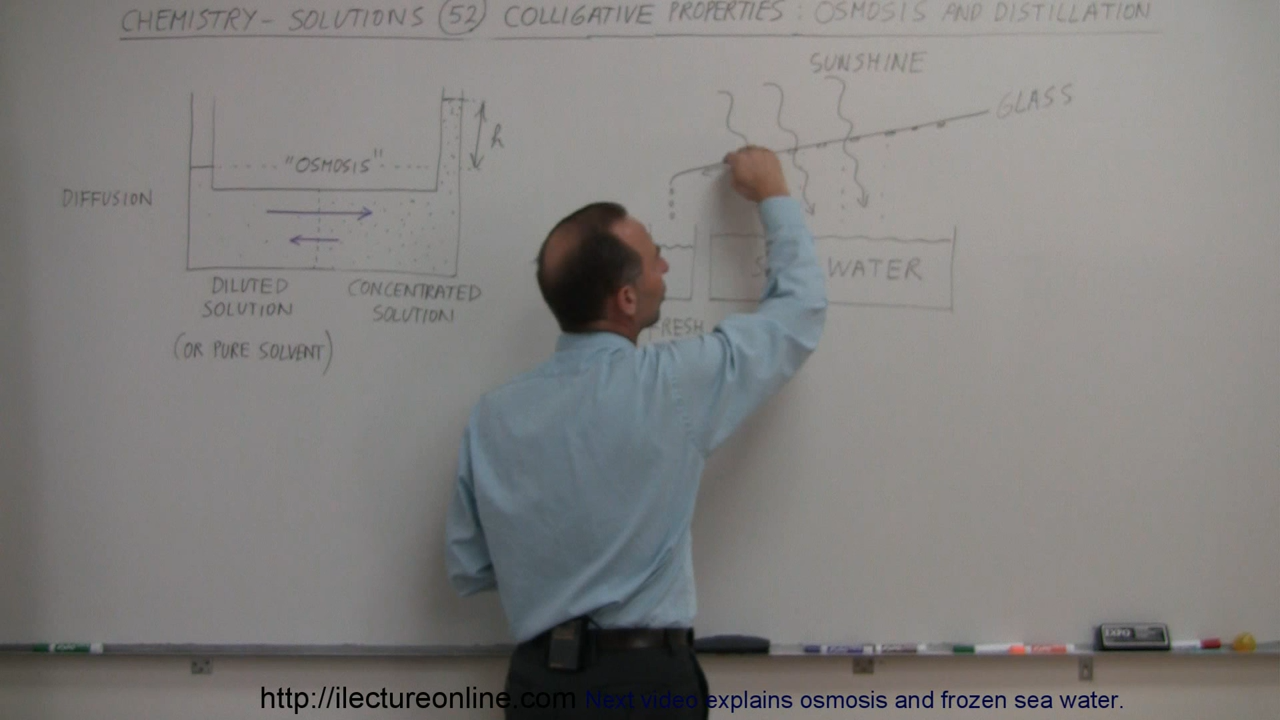 CHEMISTRY- SOLUTIONS 52 COLLIGATIVE PROPERTIES: OSMOSIS AND DISTILLATION
"OSMOSIS"
h
DIFFUSION
DILUTED
SOLUTION
(OR PURE SOLVENT)
CONCENTRATED
SOLUTION
SUNSHINE
GLASS
WATER
FRESH
http://ilectureonline.com Next video explains osmosis and frozen sea water.